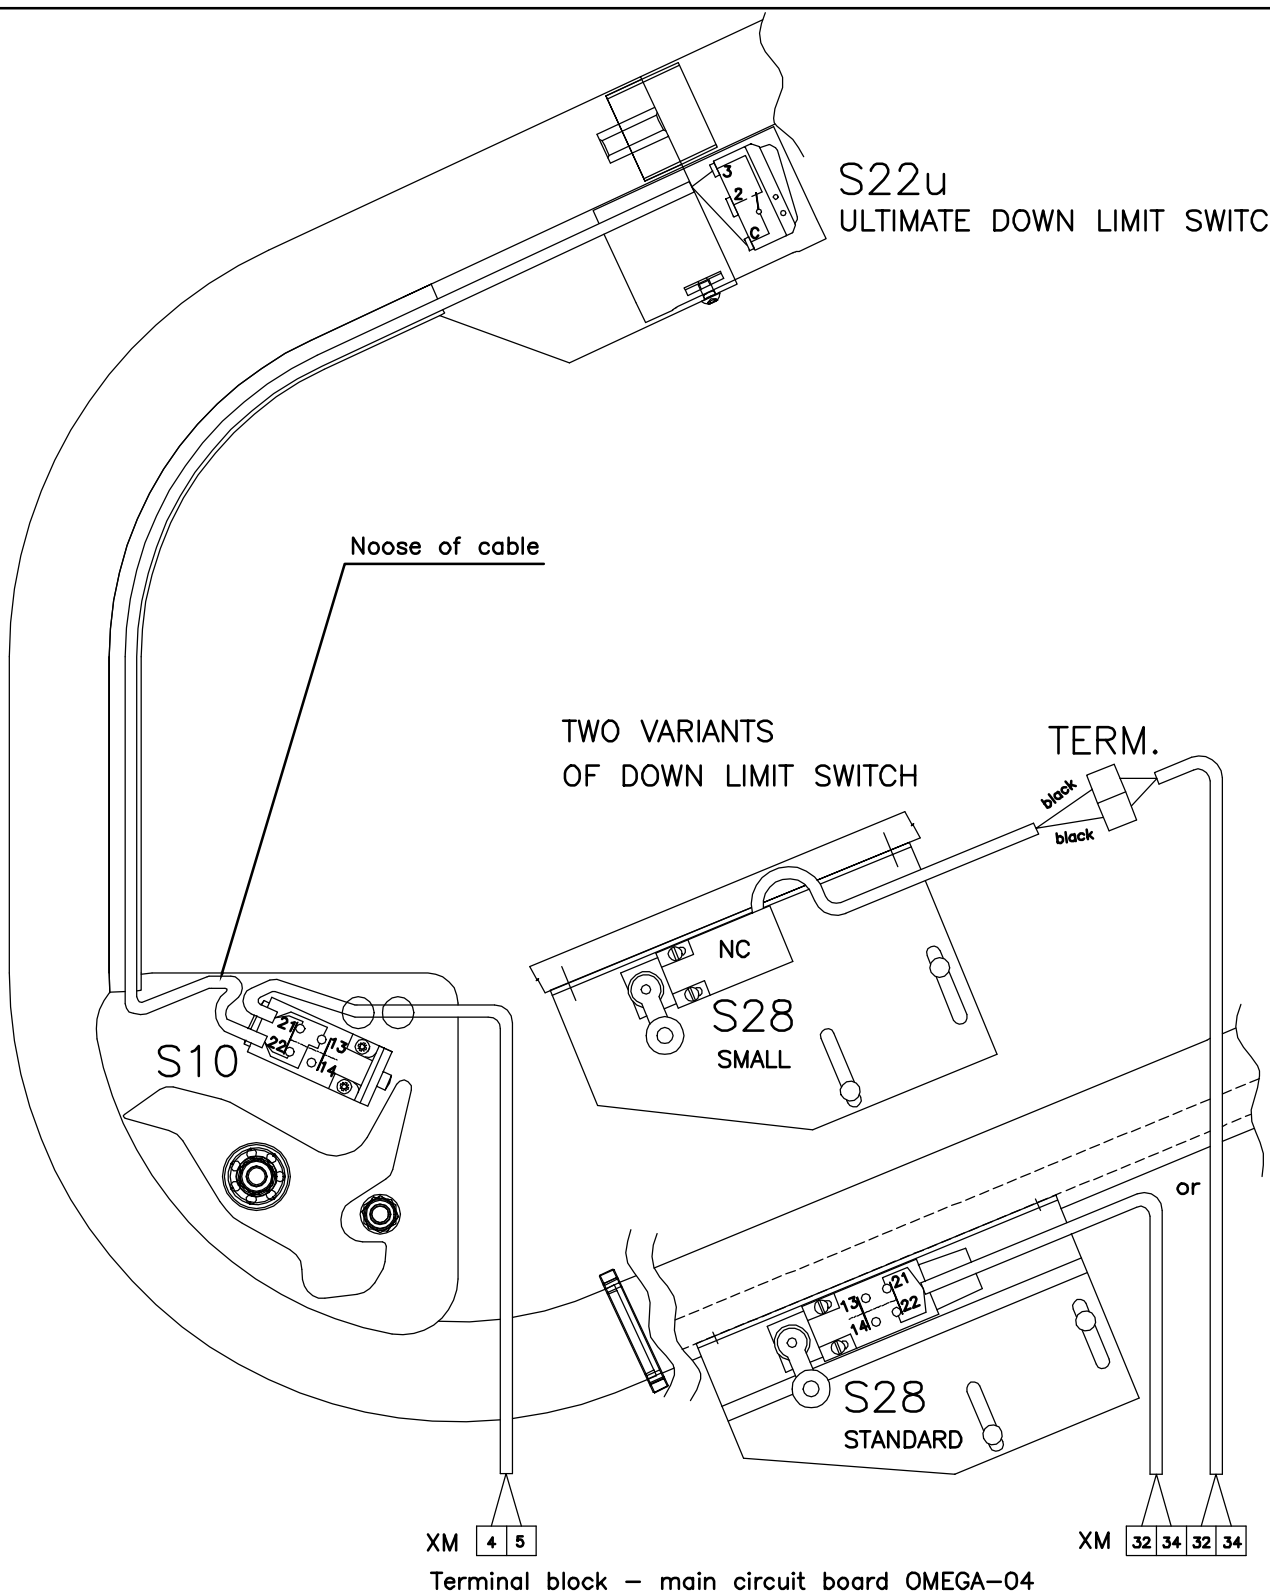 3
2
C
S22u
ULTIMATE DOWN LIMIT SWITC
Noose of cable
TWO VARIANTS
OF DOWN LIMIT SWITCH
TERM.
black
black
NC
S28
SMALL
21
13
22
14
S10
or
21
13
22
14
S28
STANDARD
XM 4 5
XM 32 34 32 34
Terminal block – main circuit board OMEGA–04